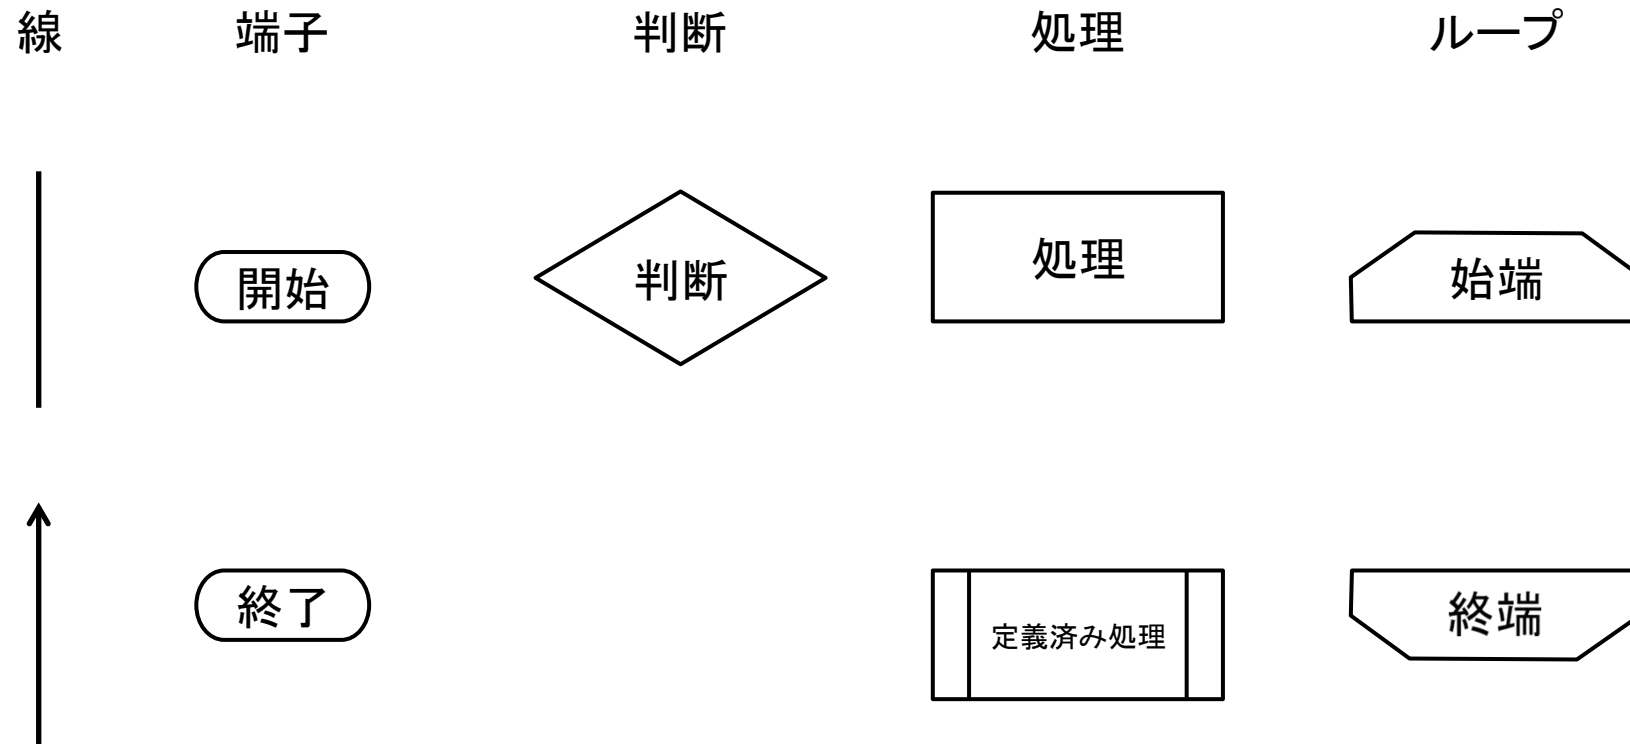 線
端子
判断
処理
ループ
開始
判断
処理
始端
終了
定義済み処理
終端